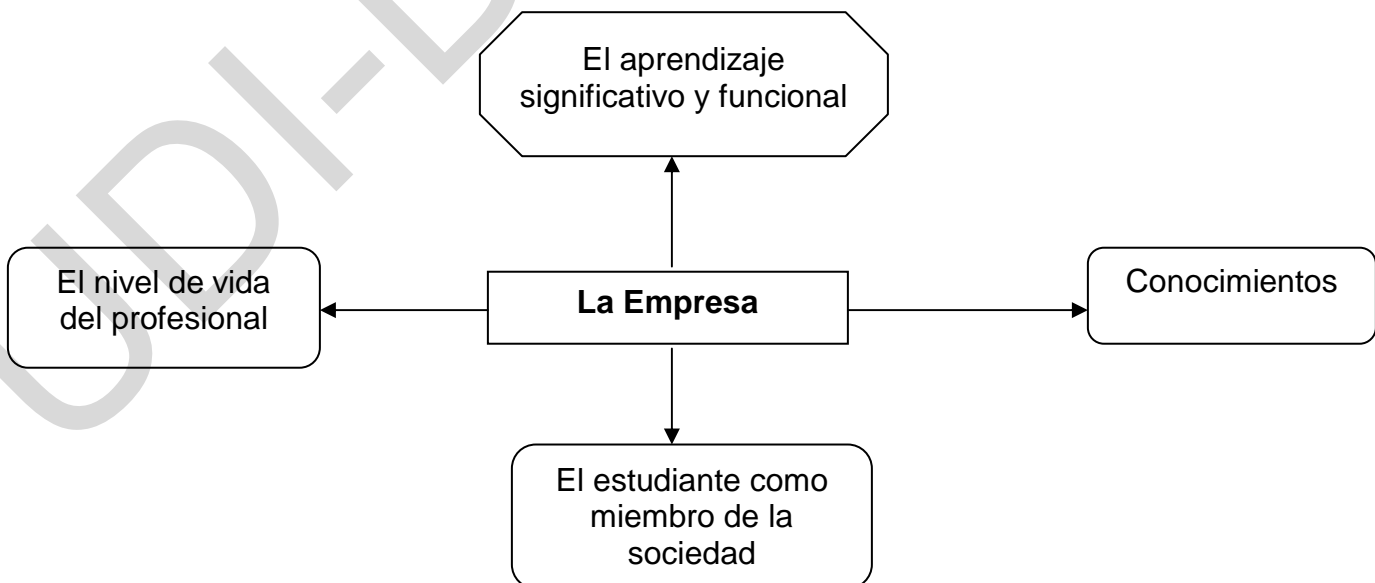 El aprendizaje
significativo y funcional
El nivel de vida
del profesional
La Empresa
Conocimientos
El estudiante como
miembro de la
sociedad
UDI-D